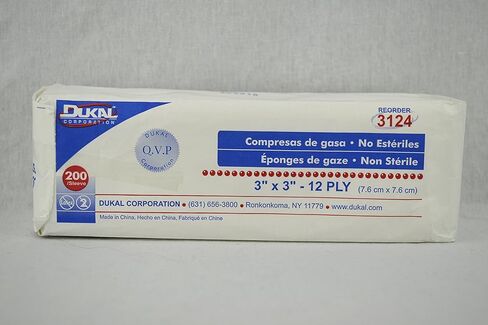 DUKAL™
CORPORATION
200
/Sleeve
2
DUKAL
Q.V.P
Corporation
REORDER
3124
Compresas de gasa • No Estériles
Éponges de gaze • Non Stérile
3" x 3" - 12 PLY (7.6 cm x 7.6 cm)
DUKAL CORPORATION • (631) 656-3800 • Ronkonkoma, NY 11779 • www.dukal.com
Made in China, Hecho en China, Fabriqué en Chine